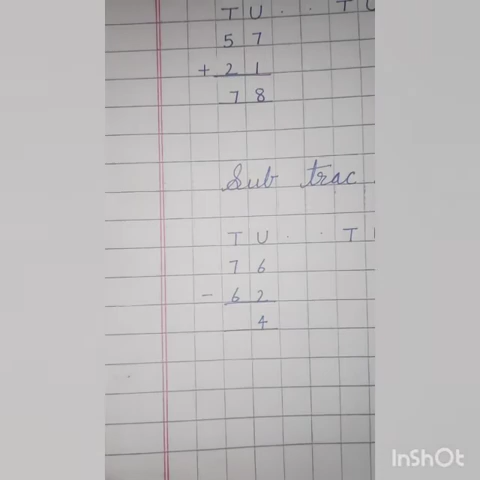 T U . . T U
5 7
+ 2 1
7 8
Sub trac
T U . . T
7 6
- 6 2
4
InShOt